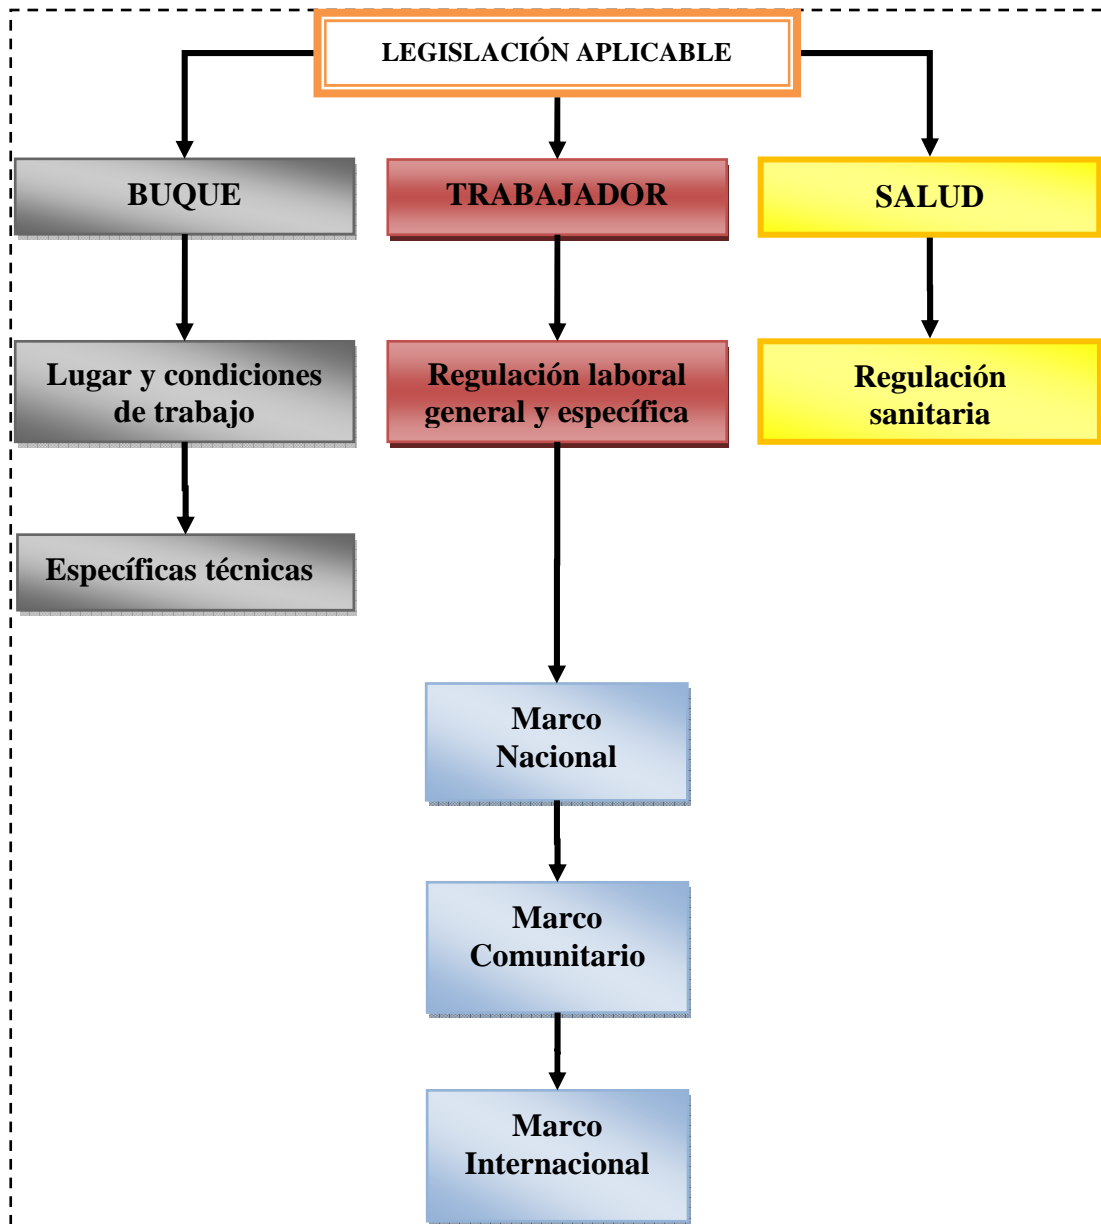 LEGISLACIÓN APLICABLE
BUQUE
TRABAJADOR
SALUD
Lugar y condiciones
de trabajo
Regulación laboral
general y específica
Regulación
sanitaria
Específicas técnicas
Marco
Nacional
Marco
Comunitario
Marco
Internacional